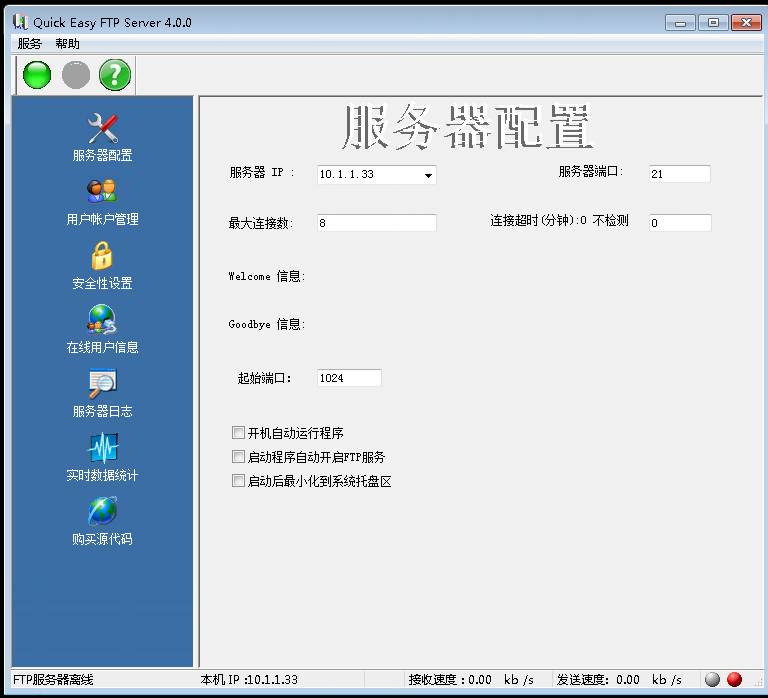 Quick Easy FTP Server 4.0.0
服务 帮助
服务器配置
服务器配置
服务器 IP : 10.1.1.33 服务器端口: 21
用户帐户管理
最大连接数: 8 连接超时(分钟):0 不检测 0
安全性设置
Welcome 信息:
Goodbye 信息:
在线用户信息
起始端口: 1024
服务器日志
开机自动运行程序
启动程序自动开启FTP服务
实时数据统计
启动后最小化到系统托盘区
购买源代码
FTP服务器离线 本机 IP :10.1.1.33 接收速度 : 0.00 kb /s 发送速度: 0.00 kb /s